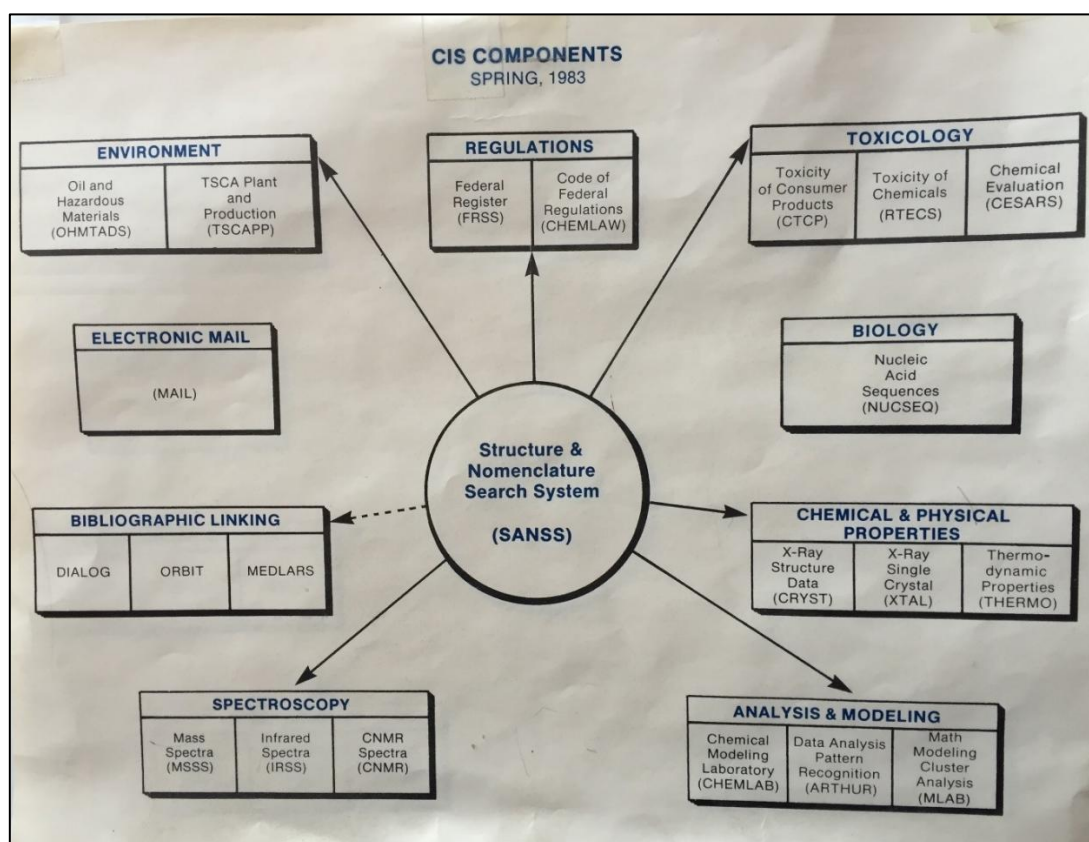 CIS COMPONENTS
SPRING, 1983
ENVIRONMENT
Oil and
Hazardous
Materials
(OHMTADS)
TSCA Plant
and
Production
(TSCAPP)
REGULATIONS
Federal
Register
(FRSS)
Code of
Federal
Regulations
(CHEMLAW)
TOXICOLOGY
Toxicity
of Consumer
Products
(CTCP)
Toxicity of
Chemicals
(RTECS)
Chemical
Evaluation
(CESARS)
ELECTRONIC MAIL
(MAIL)
BIOLOGY
Nucleic
Acid
Sequences
(NUCSEQ)
Structure &
Nomenclature
Search System
(SANSS)
BIBLIOGRAPHIC LINKING
DIALOG
ORBIT
MEDLARS
CHEMICAL & PHYSICAL
PROPERTIES
X-Ray
Structure
Data
(CRYST)
X-Ray
Single
Crystal
(XTAL)
Thermo-
dynamic
Properties
(THERMO)
SPECTROSCOPY
Mass
Spectra
(MSSS)
Infrared
Spectra
(IRSS)
CNMR
Spectra
(CNMR)
ANALYSIS & MODELING
Chemical
Modeling
Laboratory
(CHEMLAB)
Data Analysis
Pattern
Recognition
(ARTHUR)
Math
Modeling
Cluster
Analysis
(MLAB)